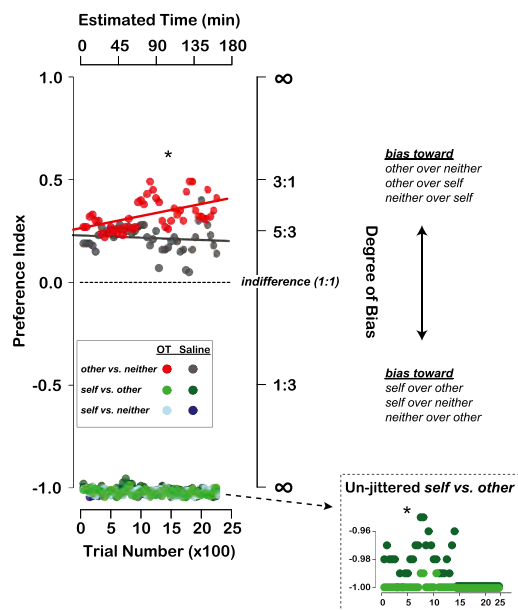 Estimated Time (min)
0 45 90 135 180
1.0
0.5
0.0
-0.5
-1.0
Preference Index
∞
3:1
5:3
indifference (1:1)
1:3
∞
*
Degree of Bias
bias toward
other over neither
other over self
neither over self
bias toward
self over other
self over neither
neither over other
OT Saline
other vs. neither
self vs. other
self vs. neither
0 5 10 15 20 25
Trial Number (x100)
Un-jittered self vs. other
*
-0.96
-0.98
-1.00
0 5 10 15 20 25